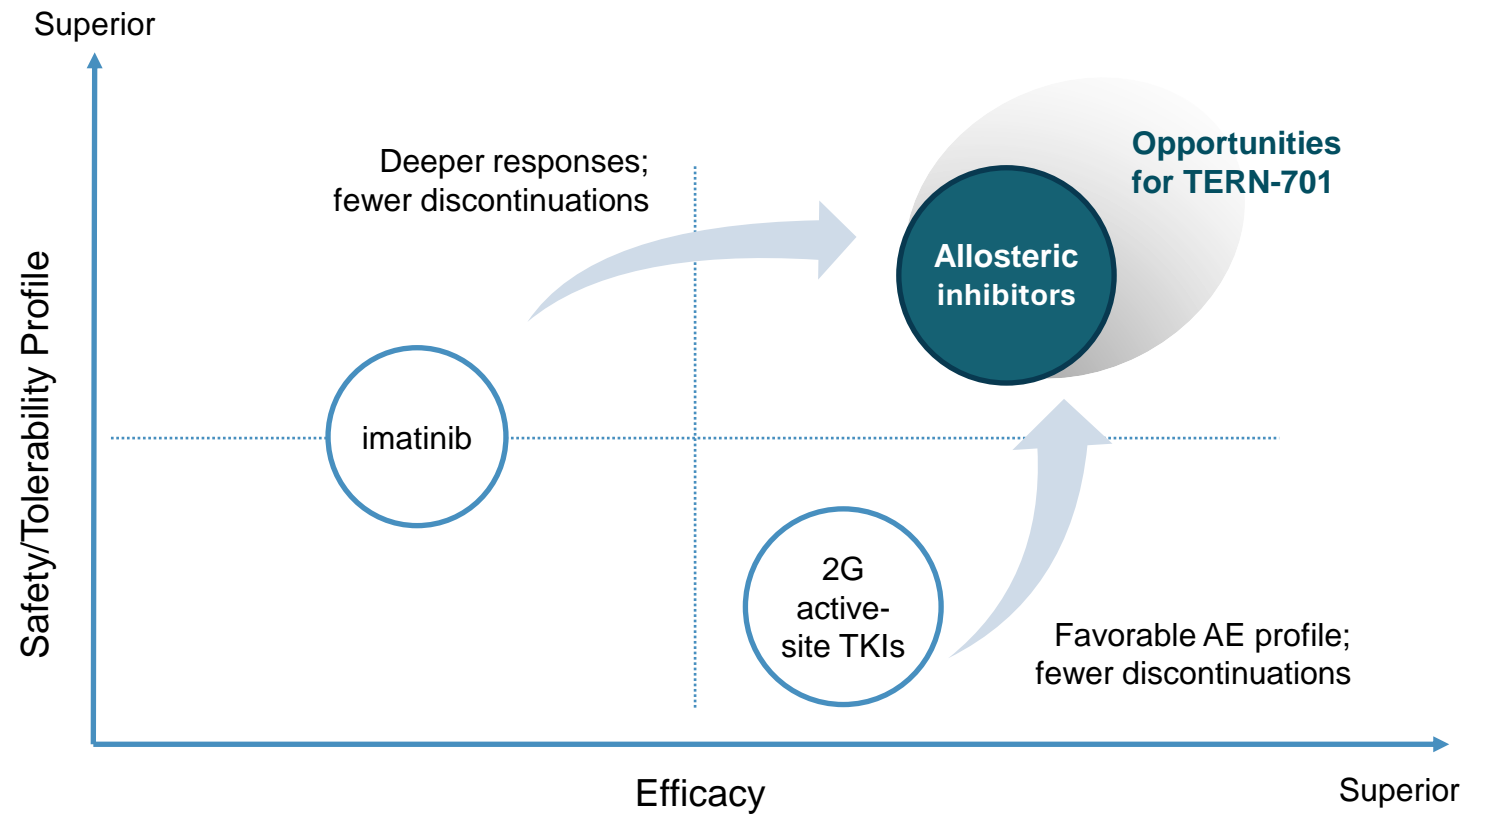 Superior
Deeper responses;
fewer discontinuations
Opportunities
for TERN-701
Allosteric
inhibitors
Safety/Tolerability Profile
imatinib
2G
active-
site TKIs
Favorable AE profile;
fewer discontinuations
Efficacy
Superior